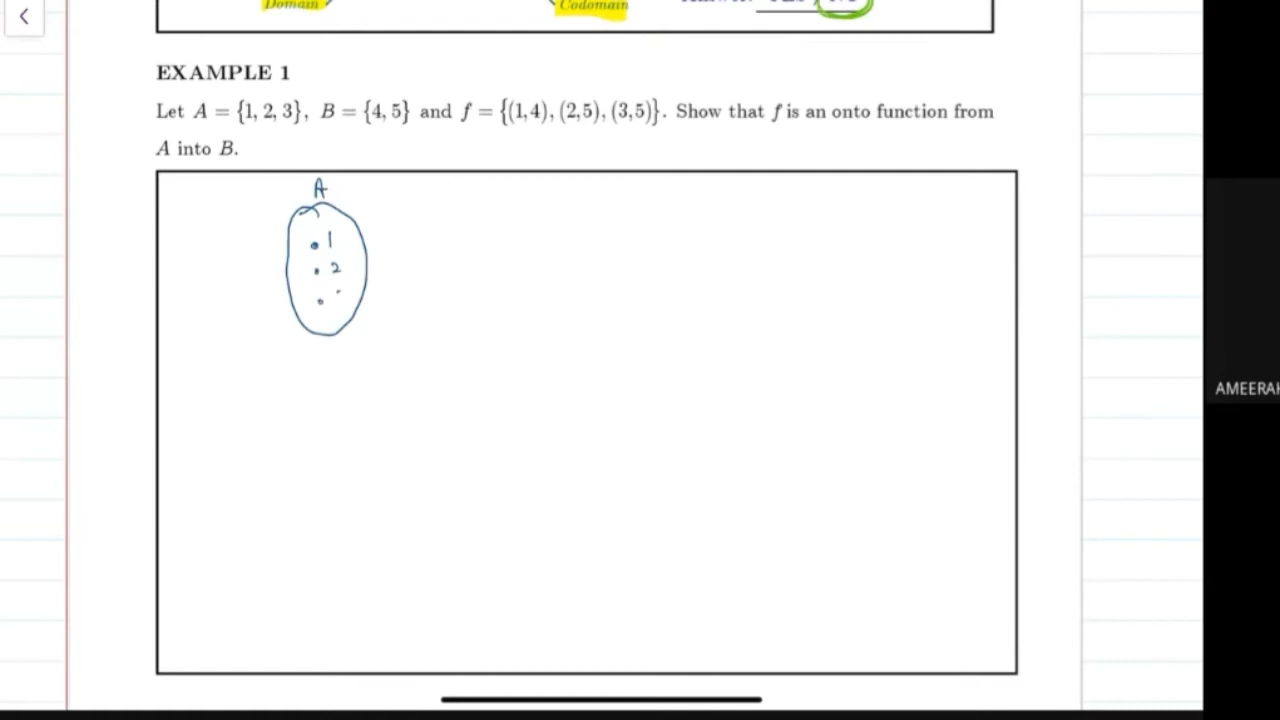 Domain
Codomain
EXAMPLE 1
Let A = {1, 2, 3}, B = {4, 5} and f = {(1,4), (2,5), (3,5)}. Show that f is an onto function from
A into B.
A
1
2
AMEERAH